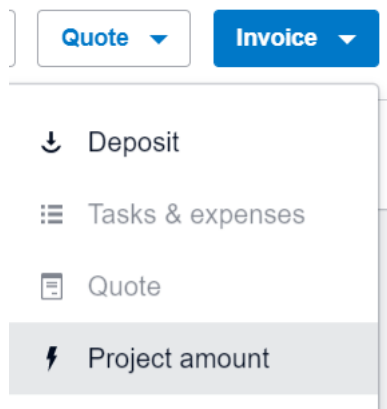 Quote Invoice
Deposit
Tasks & expenses
Quote
Project amount